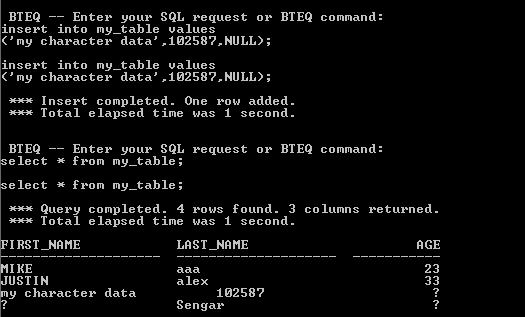 BTEQ -- Enter your SQL request or BTEQ command:
insert into my_table values
('my character data',102587,NULL);
insert into my_table values
('my character data',102587,NULL);
*** Insert completed. One row added.
*** Total elapsed time was 1 second.
BTEQ -- Enter your SQL request or BTEQ command:
select * from my_table;
select * from my_table;
*** Query completed. 4 rows found. 3 columns returned.
*** Total elapsed time was 1 second.
FIRST_NAME LAST_NAME AGE
-------------------- -------------------- -----------
MIKE aaa 23
JUSTIN alex 33
my character data 102587 ?
? Sengar ?